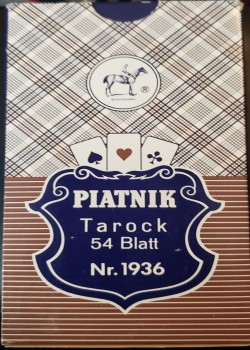 ®
PIATNIK
Tarock
54 Blatt
Nr. 1936